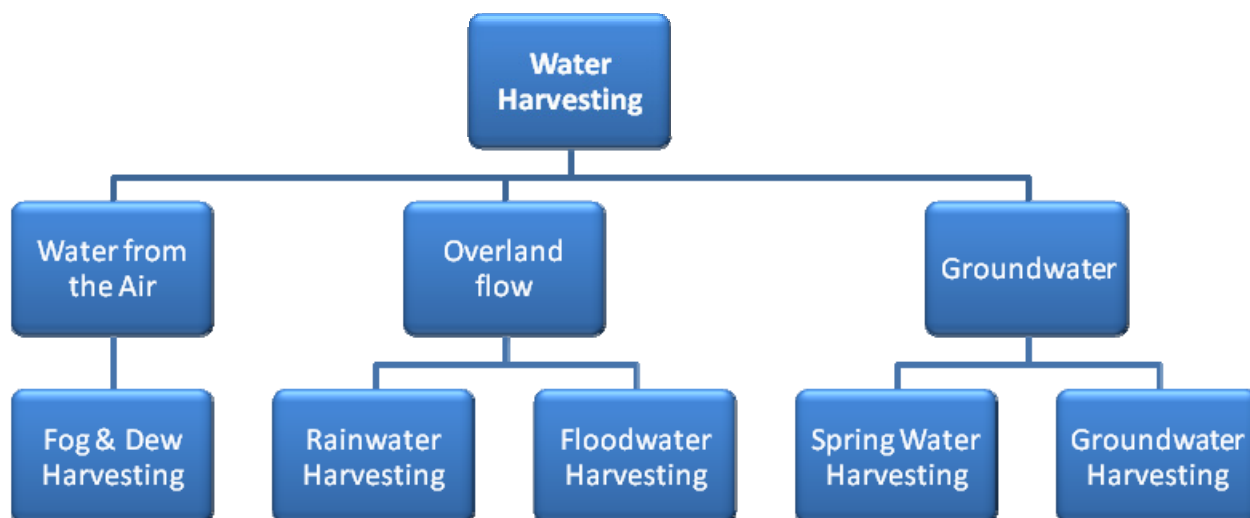 Water
Harvesting
Water from
the Air
Overland
flow
Groundwater
Fog & Dew
Harvesting
Rainwater
Harvesting
Floodwater
Harvesting
Spring Water
Harvesting
Groundwater
Harvesting